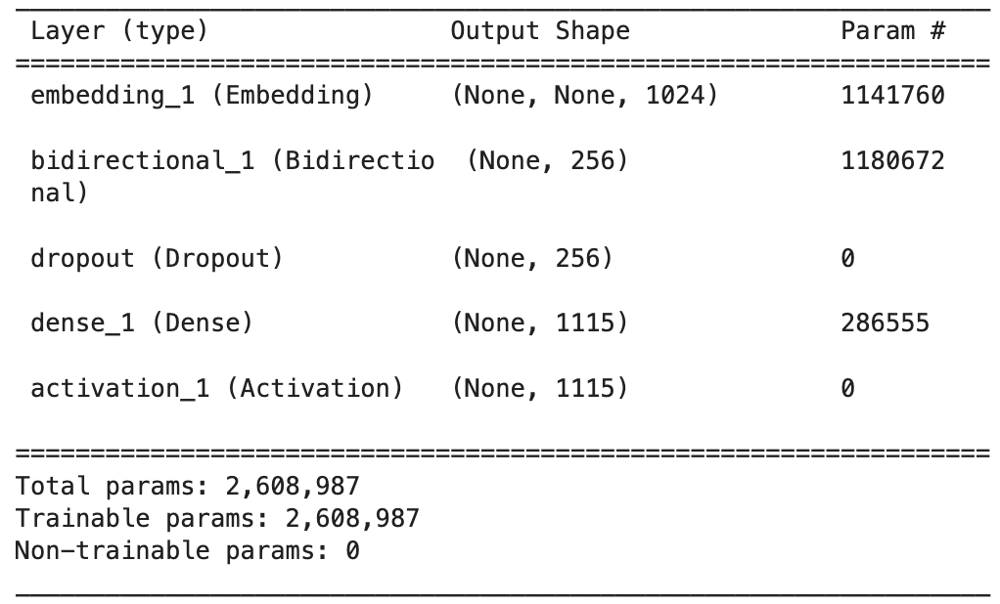 Layer (type) Output Shape Param #
=================================================================
embedding_1 (Embedding) (None, None, 1024) 1141760
bidirectional_1 (Bidirectio (None, 256) 1180672
nal)
dropout (Dropout) (None, 256) 0
dense_1 (Dense) (None, 1115) 286555
activation_1 (Activation) (None, 1115) 0
=================================================================
Total params: 2,608,987
Trainable params: 2,608,987
Non-trainable params: 0